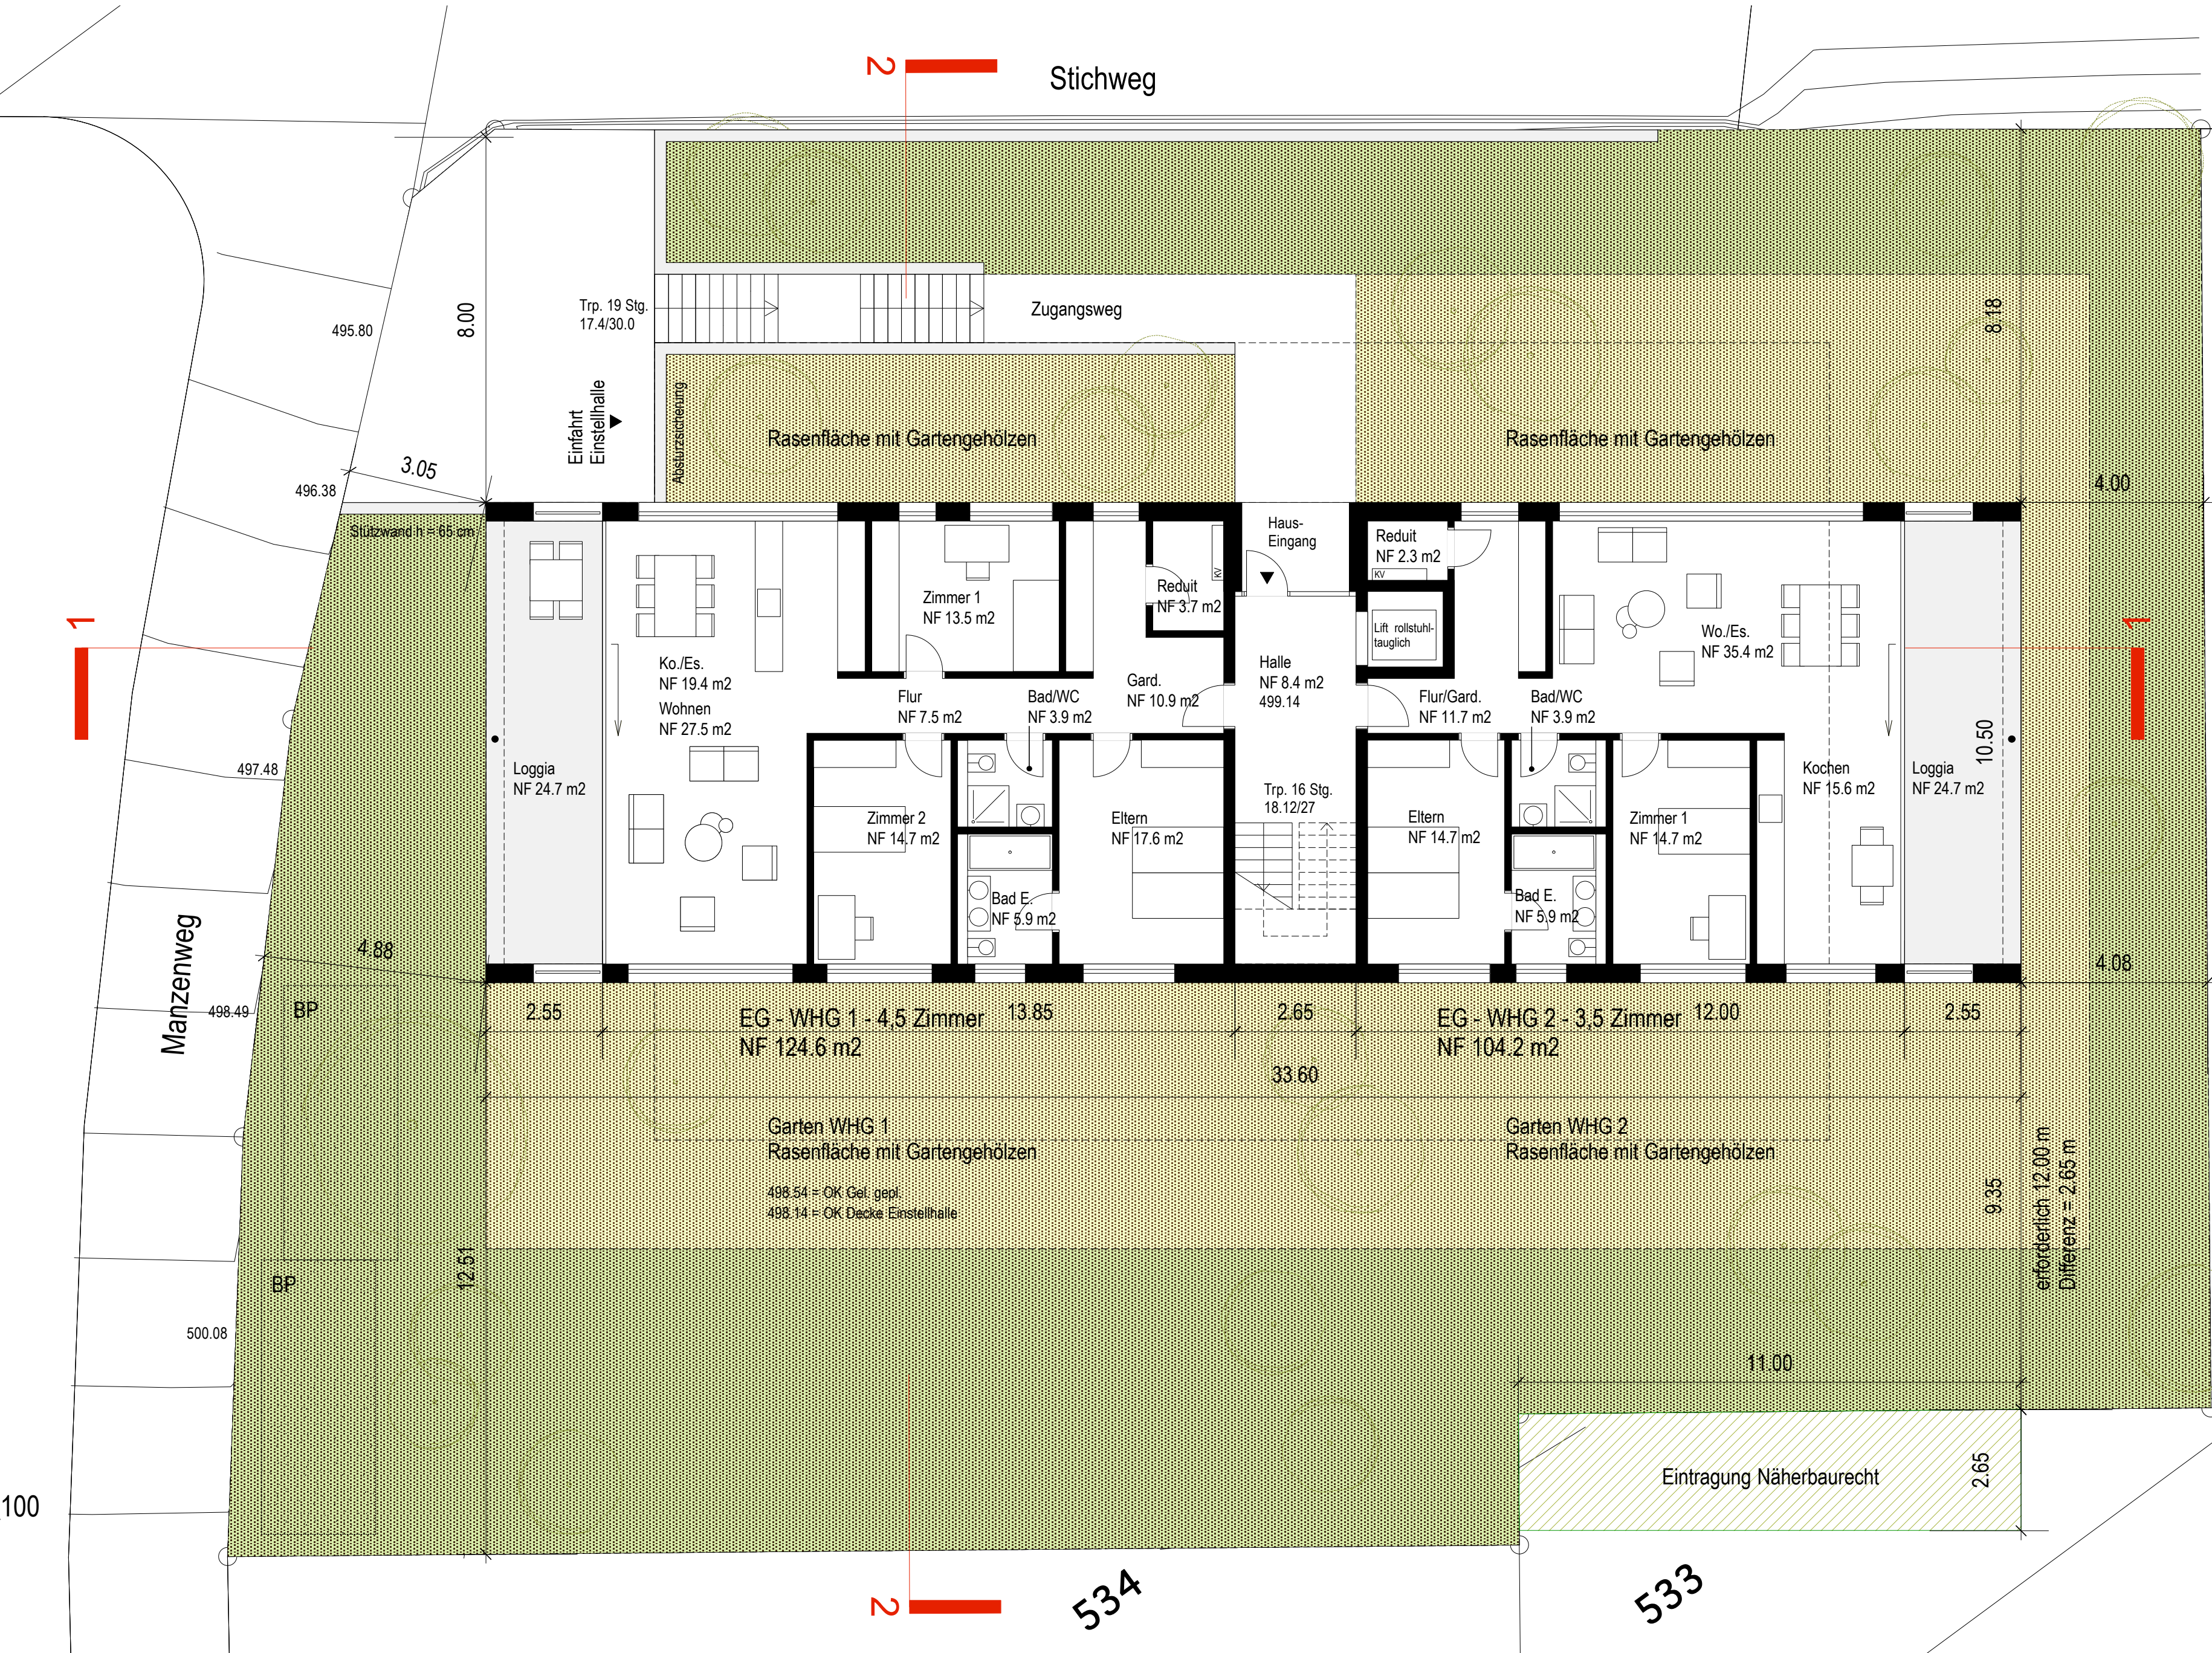 2
Stichweg
Trp. 19 Stg.
17.4/30.0
Zugangsweg
495.80
8.00
8.18
Einfahrt
Einstellhalle
Absturzsicherung
Rasenfläche mit Gartengehölzen
Rasenfläche mit Gartengehölzen
3.05
496.38
4.00
Stützwand h = 65 cm
Haus-
Eingang
Reduit
NF 2.3 m2
KV
KV
Reduit
NF 3.7 m2
Zimmer 1
NF 13.5 m2
1
1
Lift rollstuhl-
tauglich
Wo./Es.
NF 35.4 m2
Ko./Es.
NF 19.4 m2
Wohnen
NF 27.5 m2
Halle
NF 8.4 m2
499.14
Gard.
NF 10.9 m2
Flur
NF 7.5 m2
Bad/WC
NF 3.9 m2
Flur/Gard.
NF 11.7 m2
Bad/WC
NF 3.9 m2
10.50
497.48
Loggia
NF 24.7 m2
Kochen
NF 15.6 m2
Loggia
NF 24.7 m2
Trp. 16 Stg.
18.12/27
Zimmer 2
NF 14.7 m2
Eltern
NF 17.6 m2
Eltern
NF 14.7 m2
Zimmer 1
NF 14.7 m2
Bad E.
NF 5.9 m2
Bad E.
NF 5.9 m2
Manzenweg
4.88
4.08
498.49
BP
2.55
EG - WHG 1 - 4,5 Zimmer
NF 124.6 m2
13.85
2.65
EG - WHG 2 - 3,5 Zimmer
NF 104.2 m2
12.00
2.55
33.60
Garten WHG 1
Rasenfläche mit Gartengehölzen
Garten WHG 2
Rasenfläche mit Gartengehölzen
498.54 = OK Gel. gepl.
498.14 = OK Decke Einstellhalle
9.35
erforderlich 12.00 m
Differenz = 2.65 m
12.51
BP
500.08
11.00
Eintragung Näherbaurecht
2.65
100
2
534
533